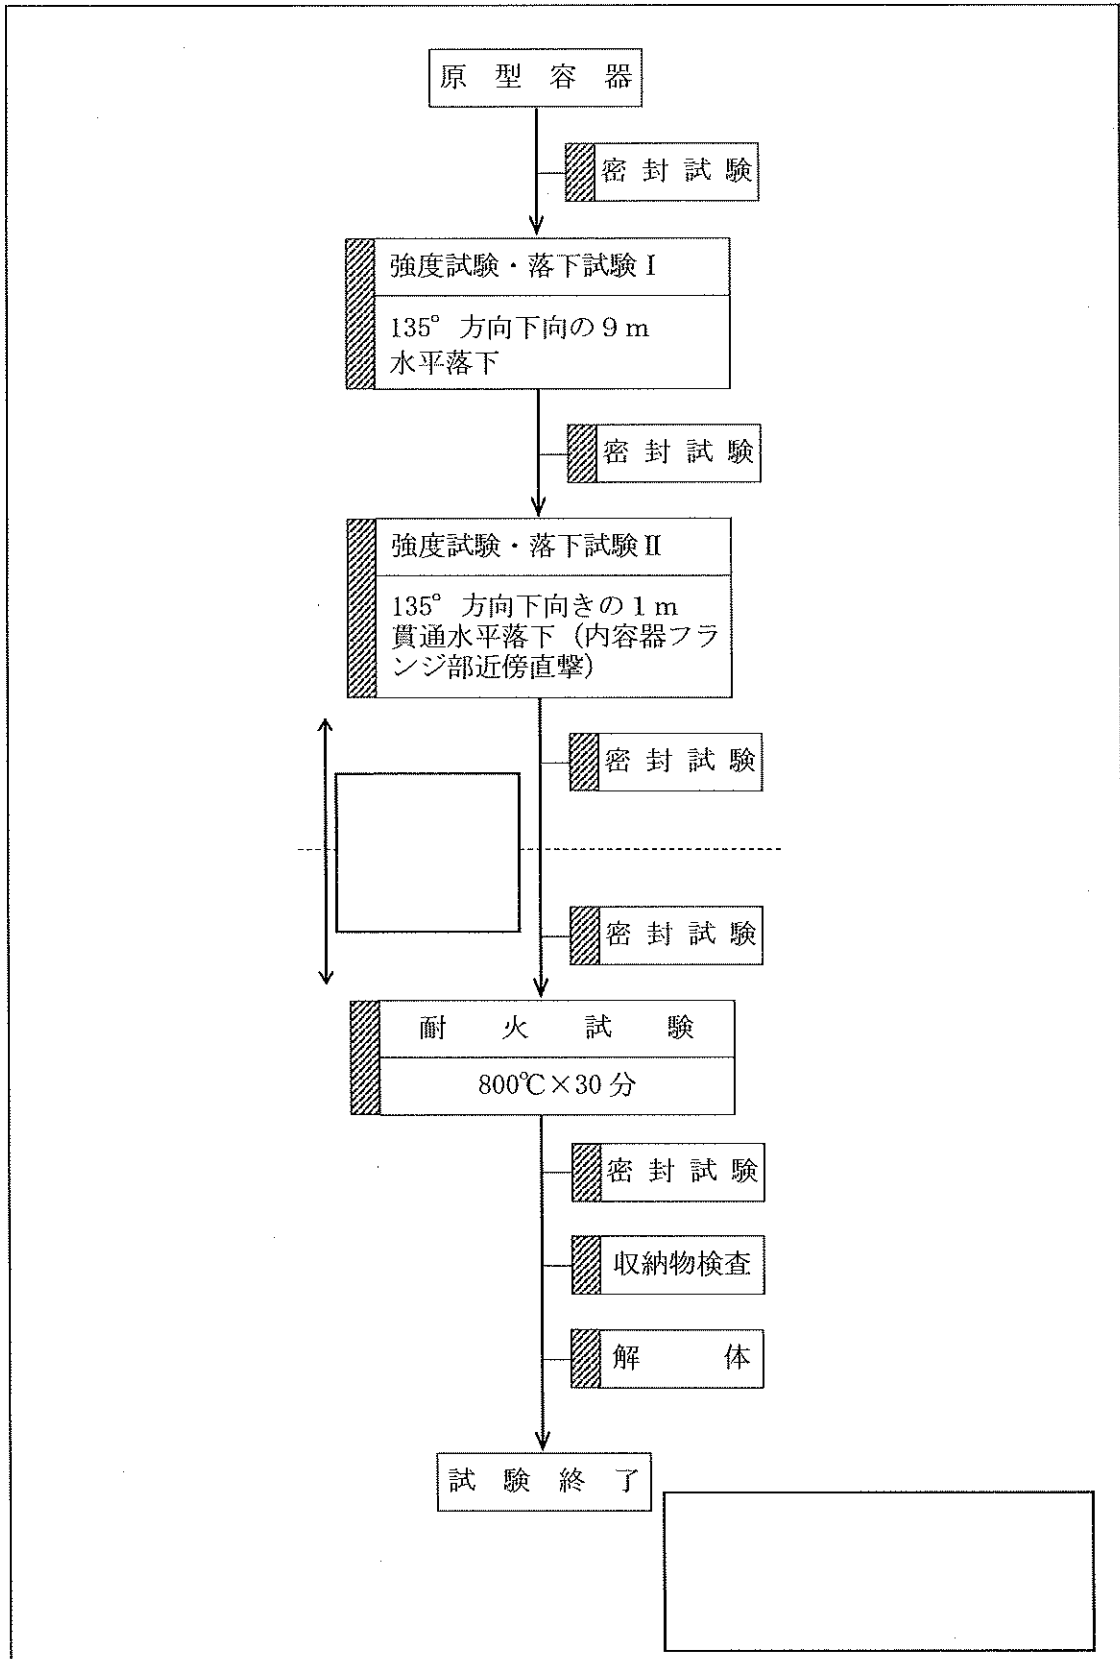 原型容器
密封試験
強度試験・落下試験Ⅰ
135°方向下向の9m
水平落下
密封試験
強度試験・落下試験Ⅱ
135°方向下向きの1m
貫通水平落下（内容器フラ
ンジ部近傍直撃）
密封試験
密封試験
耐火試験
800℃×30分
密封試験
収納物検査
解体
試験終了